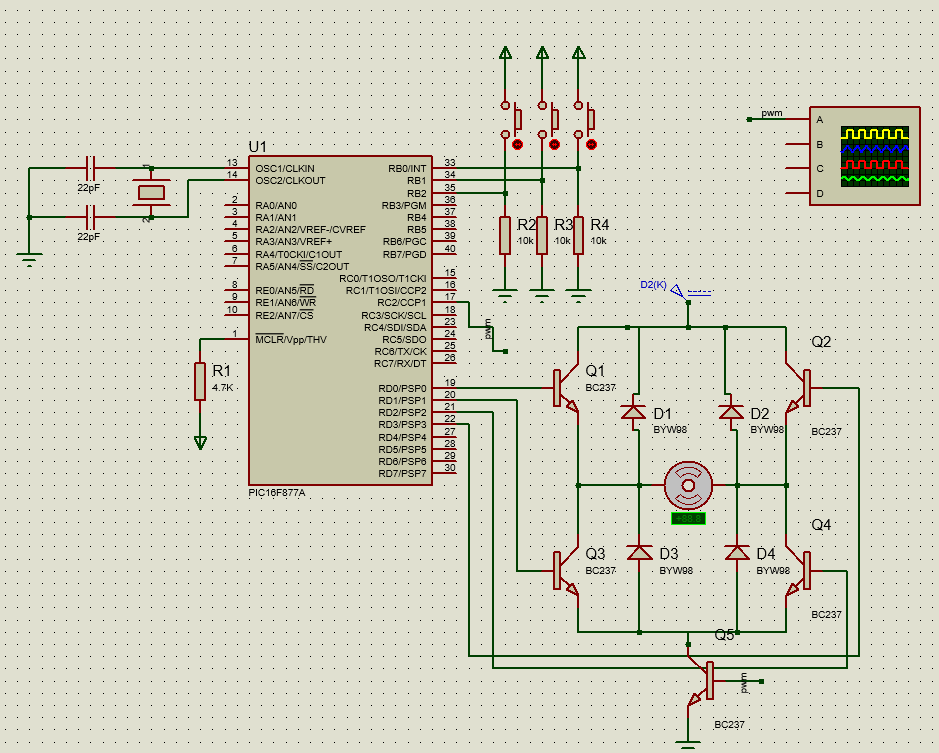 U1
13
OSC1/CLKIN
14
OSC2/CLKOUT
2
RA0/AN0
3
RA1/AN1
4
RA2/AN2/VREF-/CVREF
5
RA3/AN3/VREF+
6
RA4/T0CKI/C1OUT
7
RA5/AN4/SS/C2OUT
8
RE0/AN5/RD
9
RE1/AN6/WR
10
RE2/AN7/CS
1
MCLR/Vpp/THV
RB0/INT
33
RB1
34
RB2
35
RB3/PGM
36
RB4
37
RB5
38
RB6/PGC
39
RB7/PGD
40
RC0/T1OSO/T1CKI
15
RC1/T1OSI/CCP2
16
RC2/CCP1
17
RC3/SCK/SCL
18
RC4/SDI/SDA
23
RC5/SDO
24
RC6/TX/CK
25
RC7/RX/DT
26
RD0/PSP0
19
RD1/PSP1
20
RD2/PSP2
21
RD3/PSP3
22
RD4/PSP4
27
RD5/PSP5
28
RD6/PSP6
29
RD7/PSP7
30
PIC16F877A
22pF
22pF
1
2
R1
4.7K
R2
10k
R3
10k
R4
10k
pwm
pwm
A
B
C
D
D2(K)
Q1
BC237
Q2
BC237
D1
BYW98
D2
BYW98
Q3
BC237
D3
BYW98
D4
BYW98
Q4
BC237
Q5
pwm
BC237